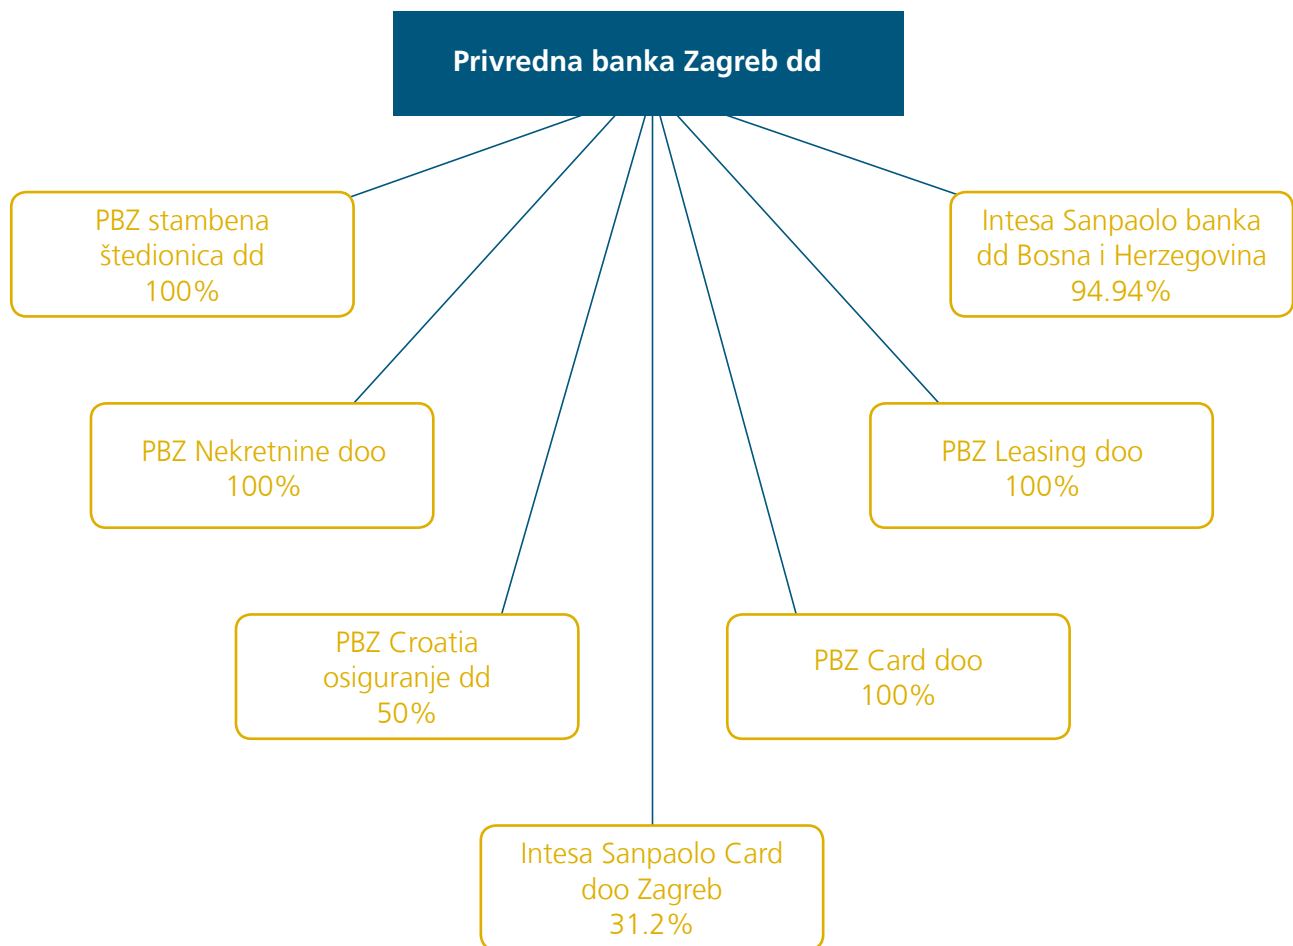 Privredna banka Zagreb dd
PBZ stambena
štedionica dd
100%
Intesa Sanpaolo banka
dd Bosna i Herzegovina
94.94%
PBZ Nekretnine doo
100%
PBZ Leasing doo
100%
PBZ Croatia
osiguranje dd
50%
PBZ Card doo
100%
Intesa Sanpaolo Card
doo Zagreb
31.2%